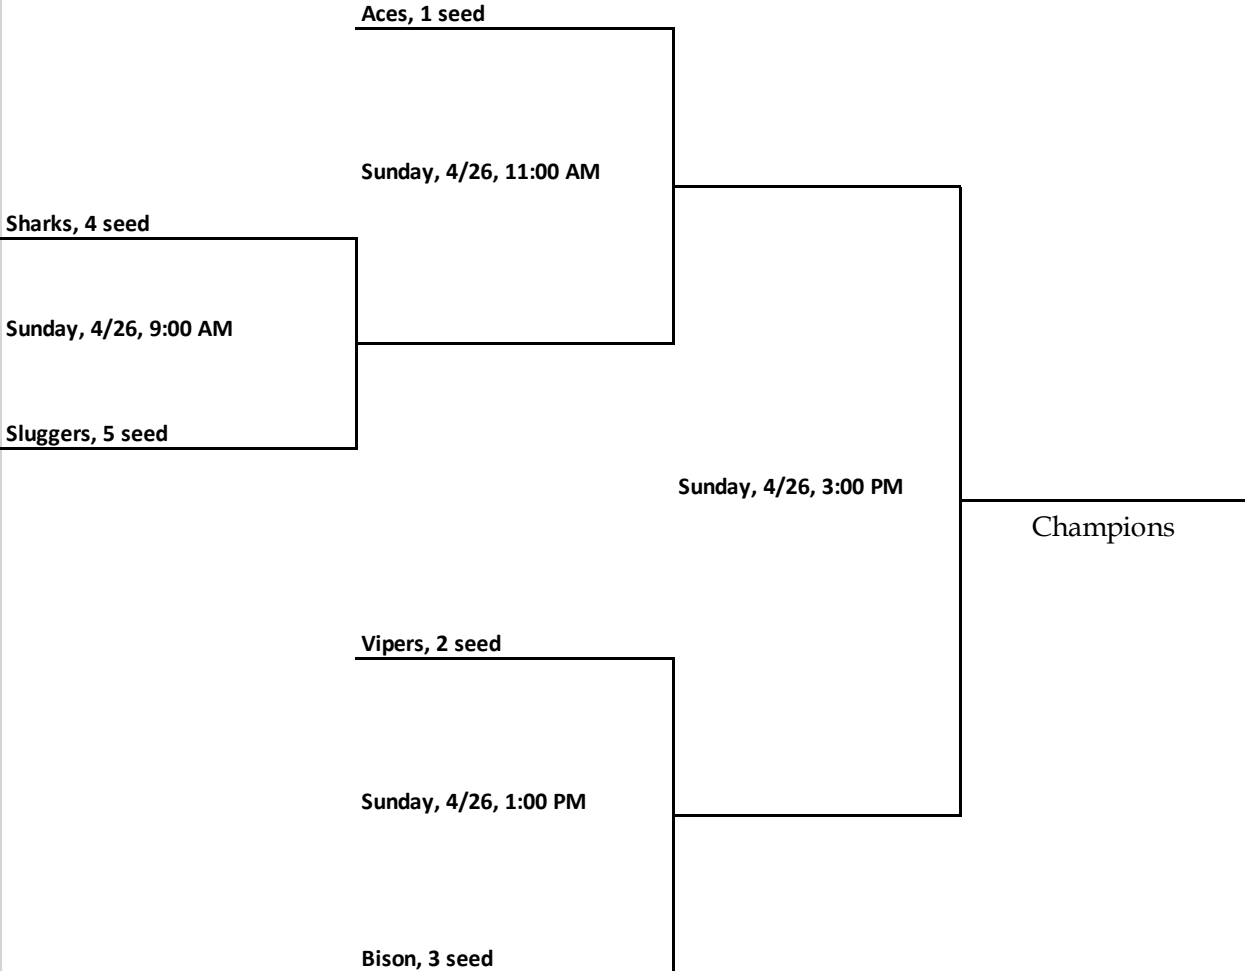 Aces, 1 seed
Sunday, 4/26, 11:00 AM
Sharks, 4 seed
Sunday, 4/26, 9:00 AM
Sluggers, 5 seed
Sunday, 4/26, 3:00 PM
Champions
Vipers, 2 seed
Sunday, 4/26, 1:00 PM
Bison, 3 seed